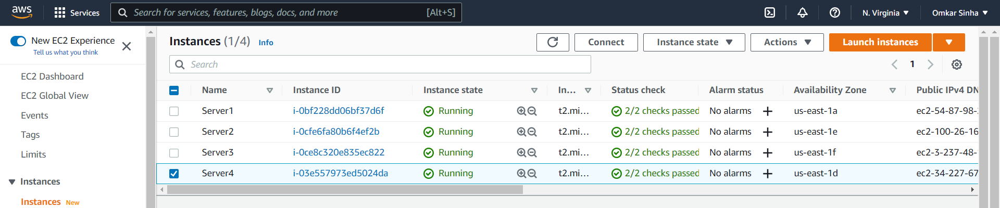 aws Services Search for services, features, blogs, docs, and more [Alt+S] N. Virginia Omkar Sinha
New EC2 Experience
Tell us what you think
EC2 Dashboard
EC2 Global View
Events
Tags
Limits
Instances
Instances New
Instances (1/4) Info Connect Instance state Actions Launch instances
Search 1
Name Instance ID Instance state In... Status check Alarm status Availability Zone Public IPv4 DN
Server1 i-0bf228dd06bf37d6f Running t2.mi... 2/2 checks passed No alarms + us-east-1a ec2-54-87-98-
Server2 i-0cfe6fa80b6f4ef2b Running t2.mi... 2/2 checks passed No alarms + us-east-1e ec2-100-26-16
Server3 i-0ce8c320e835ec822 Running t2.mi... 2/2 checks passed No alarms + us-east-1f ec2-3-237-48-
Server4 i-03e557973ed5024da Running t2.mi... 2/2 checks passed No alarms + us-east-1d ec2-34-227-67